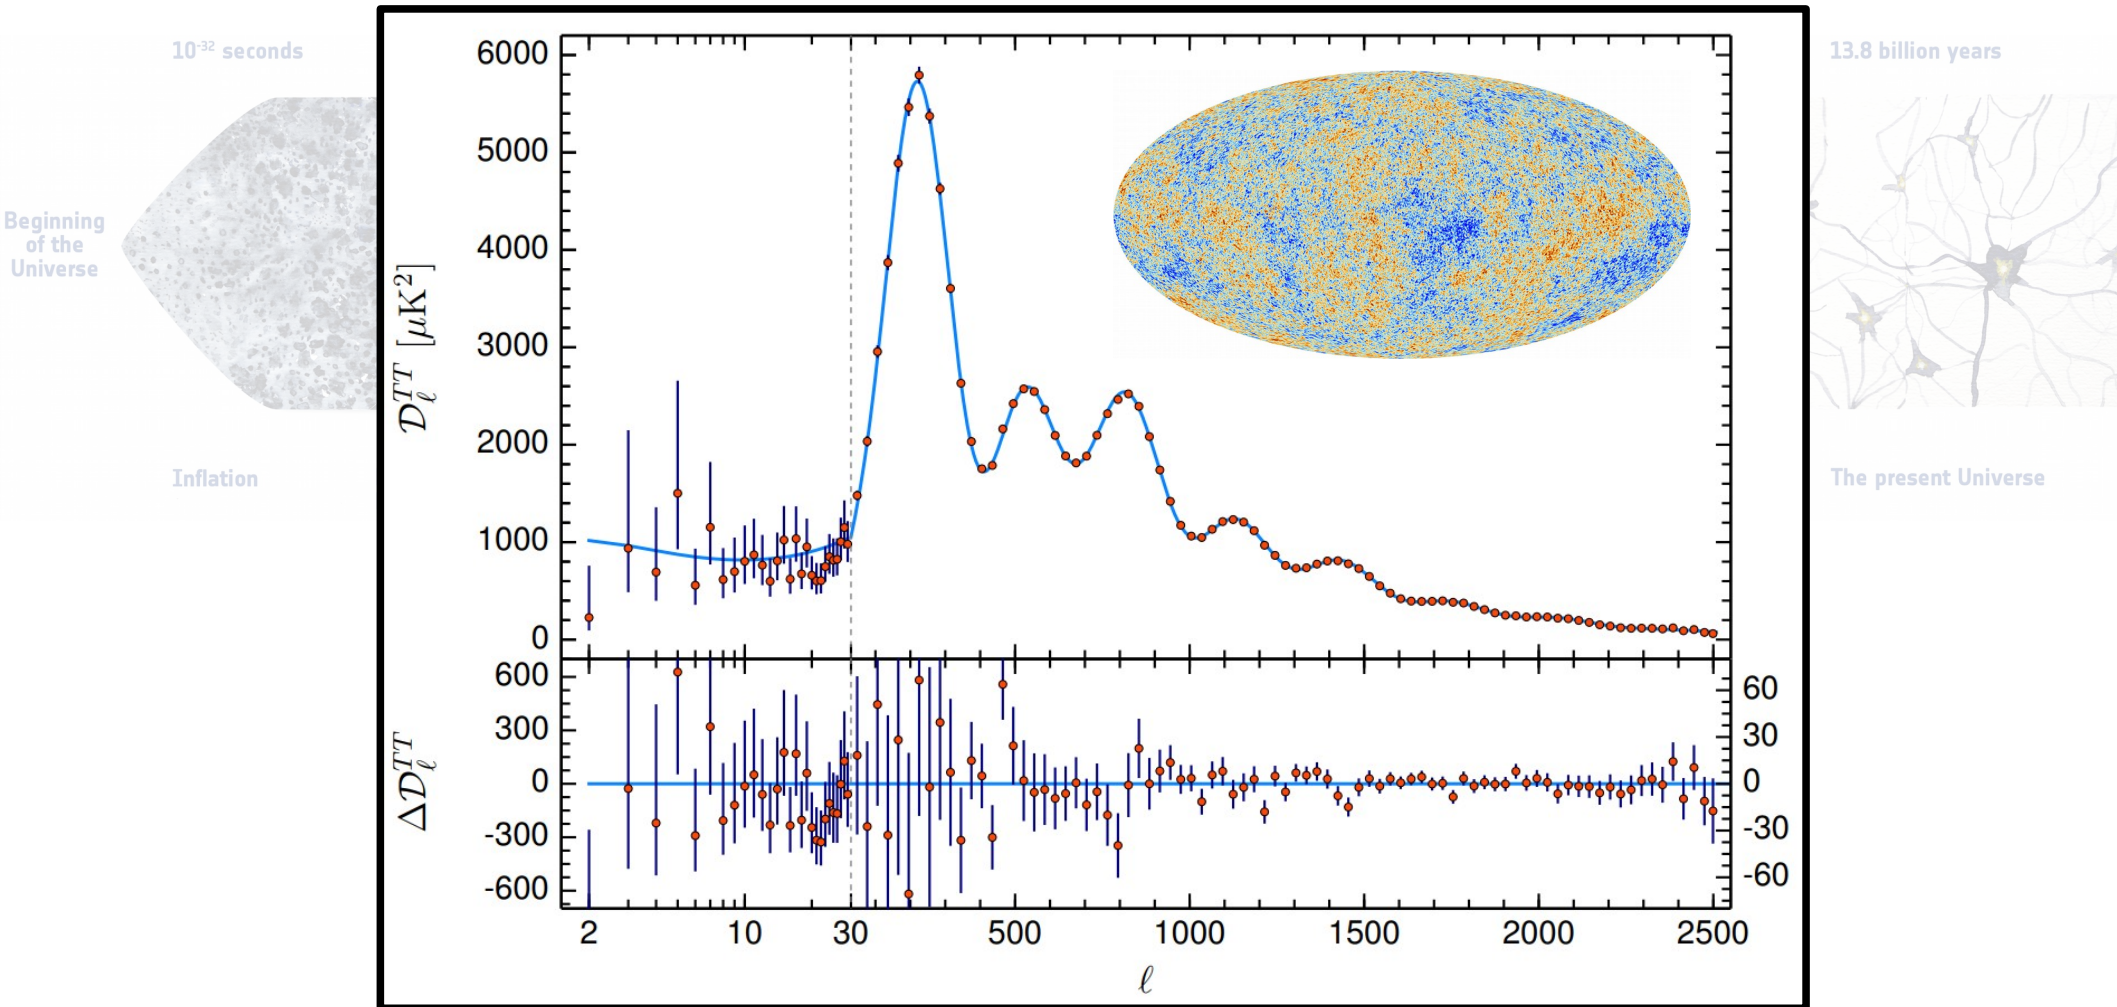 10⁻³² seconds
Beginning
of the
Universe
Inflation
6000
5000
4000
3000
2000
1000
0
𝒟ℓᵀᵀ [μK²]
600
300
0
-300
-600
Δ𝒟ℓᵀᵀ
60
30
0
-30
-60
2 10 30 500 1000 1500 2000 2500
ℓ
13.8 billion years
The present Universe